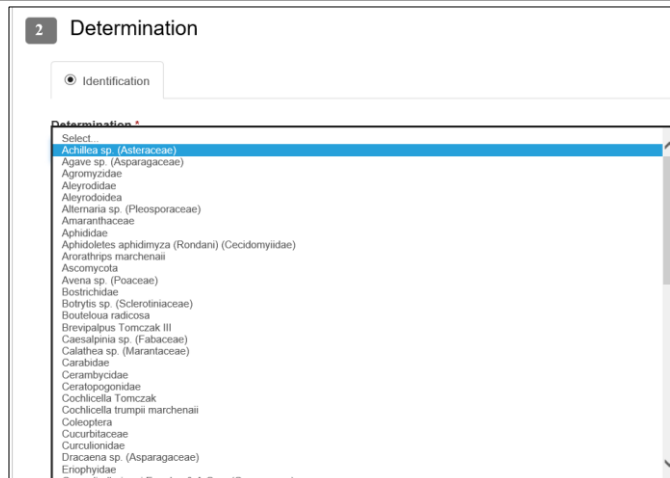 2 Determination
Identification
Determination *
Select...
Achillea sp. (Asteraceae)
Agave sp. (Asparagaceae)
Agromyzidae
Aleyrodidae
Aleyrodoidea
Alternaria sp. (Pleosporaceae)
Amaranthaceae
Aphididae
Aphidoletes aphidimyza (Rondani) (Cecidomyiidae)
Arorathrips marchenaii
Ascomycota
Avena sp. (Poaceae)
Bostrichidae
Botrytis sp. (Sclerotiniaceae)
Bouteloua radicosa
Brevipalpus Tomczak III
Caesalpinia sp. (Fabaceae)
Calathea sp. (Marantaceae)
Carabidae
Cerambycidae
Ceratopogonidae
Cochlicella Tomczak
Cochlicella trumpii marchenaii
Coleoptera
Cucurbitaceae
Curculionidae
Dracaena sp. (Asparagaceae)
Eriophyidae